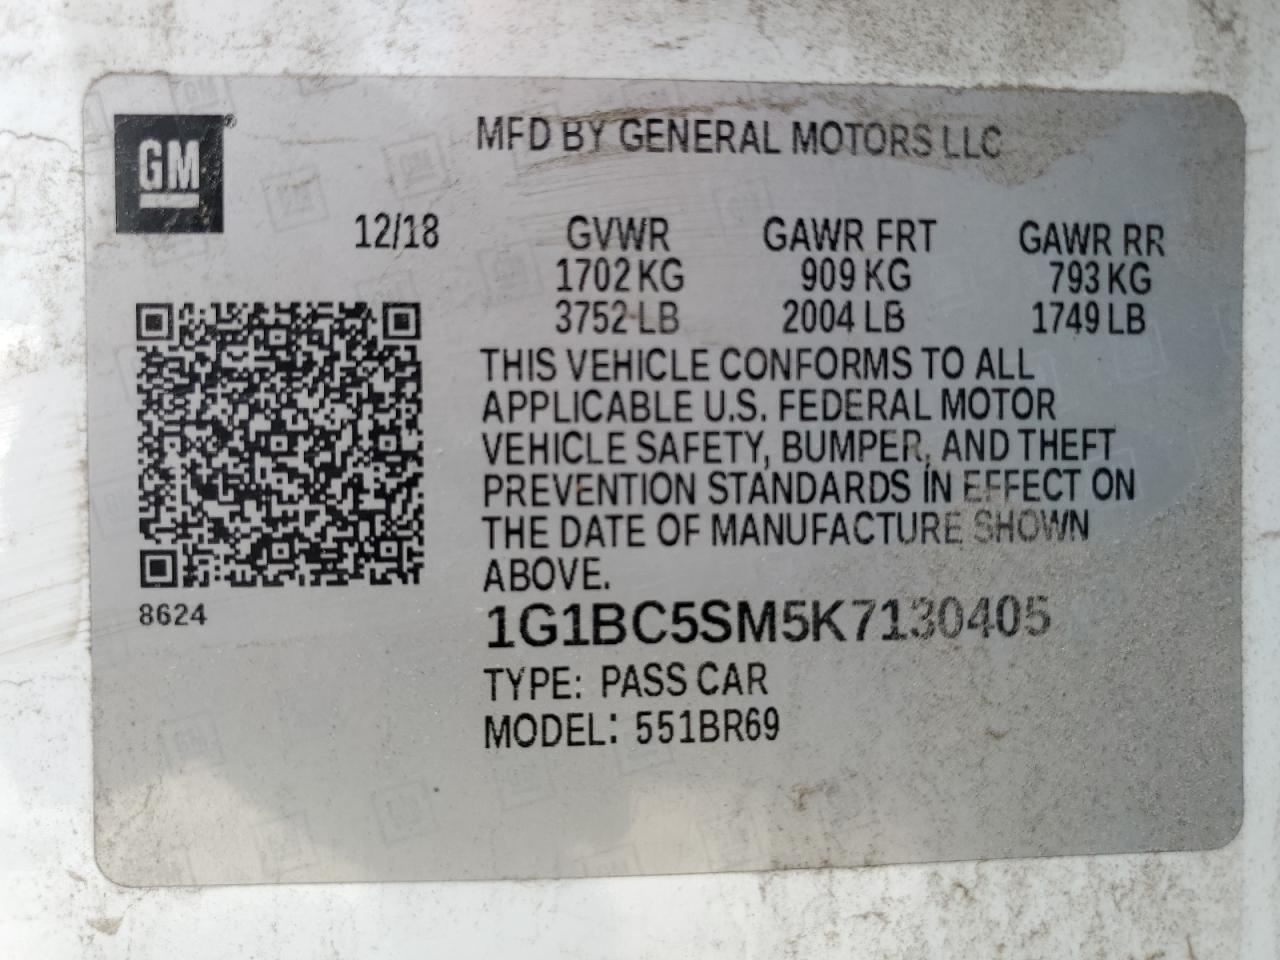 GM®
MFD BY GENERAL MOTORS LLC
12/18 GVWR GAWR FRT GAWR RR
1702 KG 909 KG 793 KG
3752 LB 2004 LB 1749 LB
THIS VEHICLE CONFORMS TO ALL
APPLICABLE U.S. FEDERAL MOTOR
VEHICLE SAFETY, BUMPER, AND THEFT
PREVENTION STANDARDS IN EFFECT ON
THE DATE OF MANUFACTURE SHOWN
ABOVE.
8624
1G1BC5SM5K7130405
TYPE: PASS CAR
MODEL: 551BR69